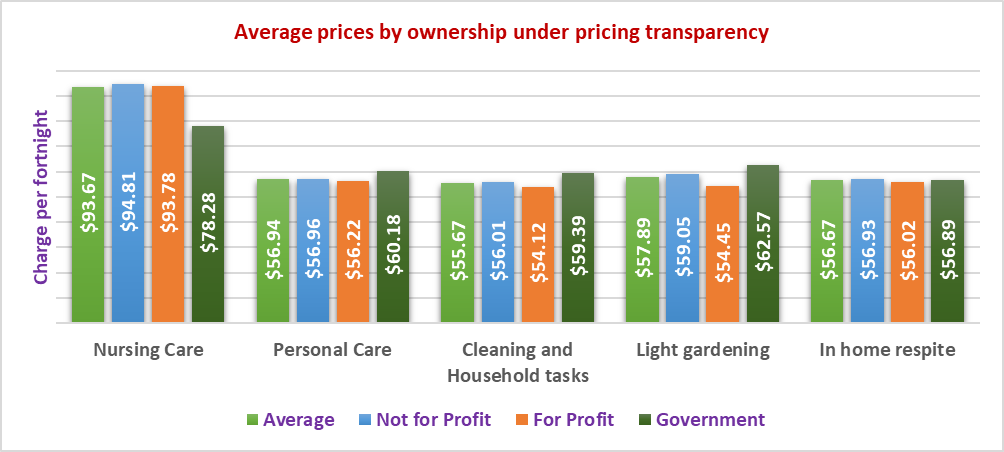 Average prices by ownership under pricing transparency
Charge per fortnight
$93.67
$94.81
$93.78
$78.28
$56.94
$56.96
$56.22
$60.18
$55.67
$56.01
$54.12
$59.39
$57.89
$59.05
$54.45
$62.57
$56.67
$56.93
$56.02
$56.89
Nursing Care
Personal Care
Cleaning and
Household tasks
Light gardening
In home respite
Average
Not for Profit
For Profit
Government